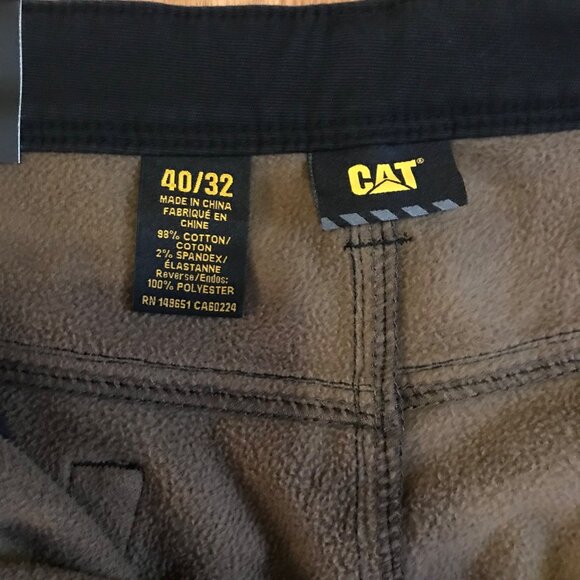 40/32
MADE IN CHINA
FABRIQUÉ EN
CHINE
98% COTTON/
COTON
2% SPANDEX/
ÉLASTANNE
Reverse/Endos:
100% POLYESTER
RN 149651 CA60224
CAT®